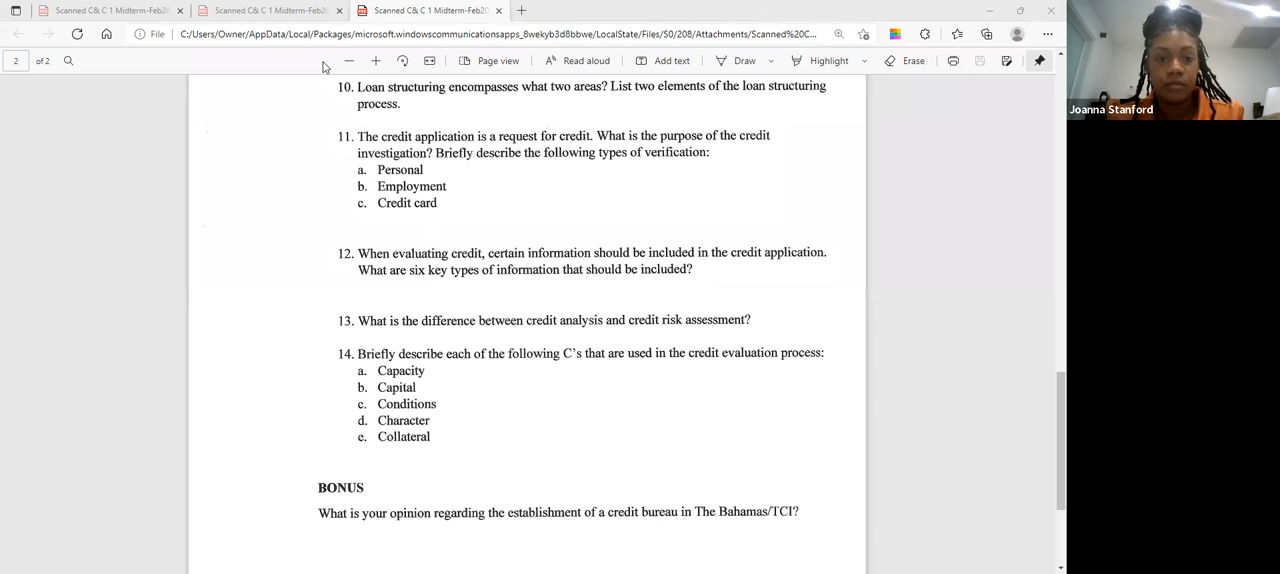 Scanned C& C 1 Midterm-Feb20
Scanned C& C 1 Midterm-Feb20
Scanned C& C 1 Midterm-Feb20
File
C:/Users/Owner/AppData/Local/Packages/microsoft.windowscommunicationsapps_8wekyb3d8bbwe/LocalState/Files/S0/208/Attachments/Scanned%20C...
2 of 2
Page view
Read aloud
Add text
Draw
Highlight
Erase
Joanna Stanford
10. Loan structuring encompasses what two areas? List two elements of the loan structuring
process.
11. The credit application is a request for credit. What is the purpose of the credit
investigation? Briefly describe the following types of verification:
a. Personal
b. Employment
c. Credit card
12. When evaluating credit, certain information should be included in the credit application.
What are six key types of information that should be included?
13. What is the difference between credit analysis and credit risk assessment?
14. Briefly describe each of the following C's that are used in the credit evaluation process:
a. Capacity
b. Capital
c. Conditions
d. Character
e. Collateral
BONUS
What is your opinion regarding the establishment of a credit bureau in The Bahamas/TCI?